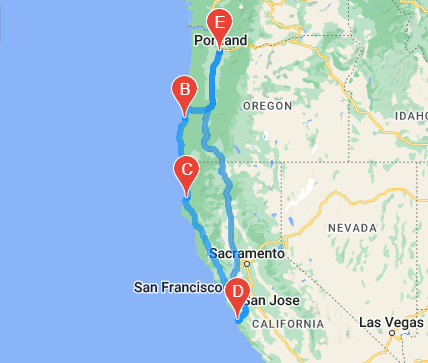 E
Portland
B
OREGON
IDAHO
C
NEVADA
Sacramento
San Francisco
D
San Jose
CALIFORNIA
Las Vegas